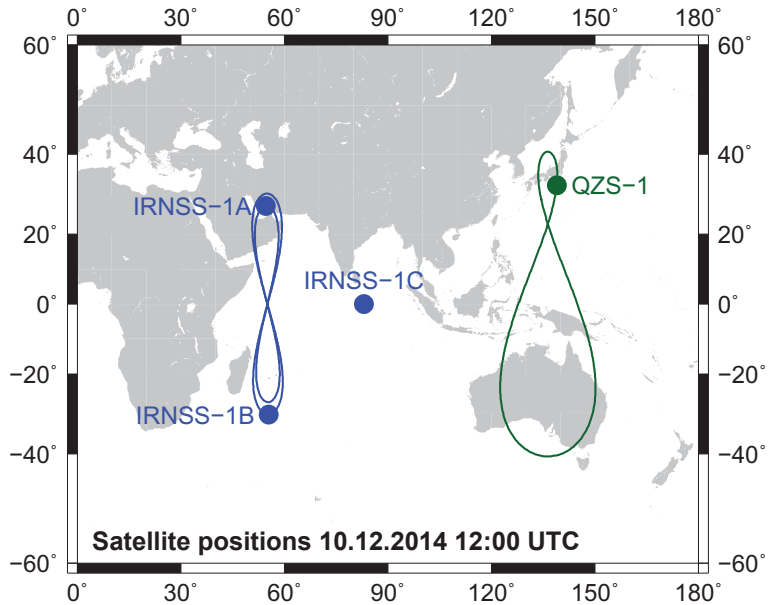 0° 30° 60° 90° 120° 150° 180°
60° 60°
40° 40°
IRNSS−1A QZS−1
20° 20°
IRNSS−1C
0° 0°
−20° −20°
IRNSS−1B
−40° −40°
Satellite positions 10.12.2014 12:00 UTC
−60° −60°
0° 30° 60° 90° 120° 150° 180°